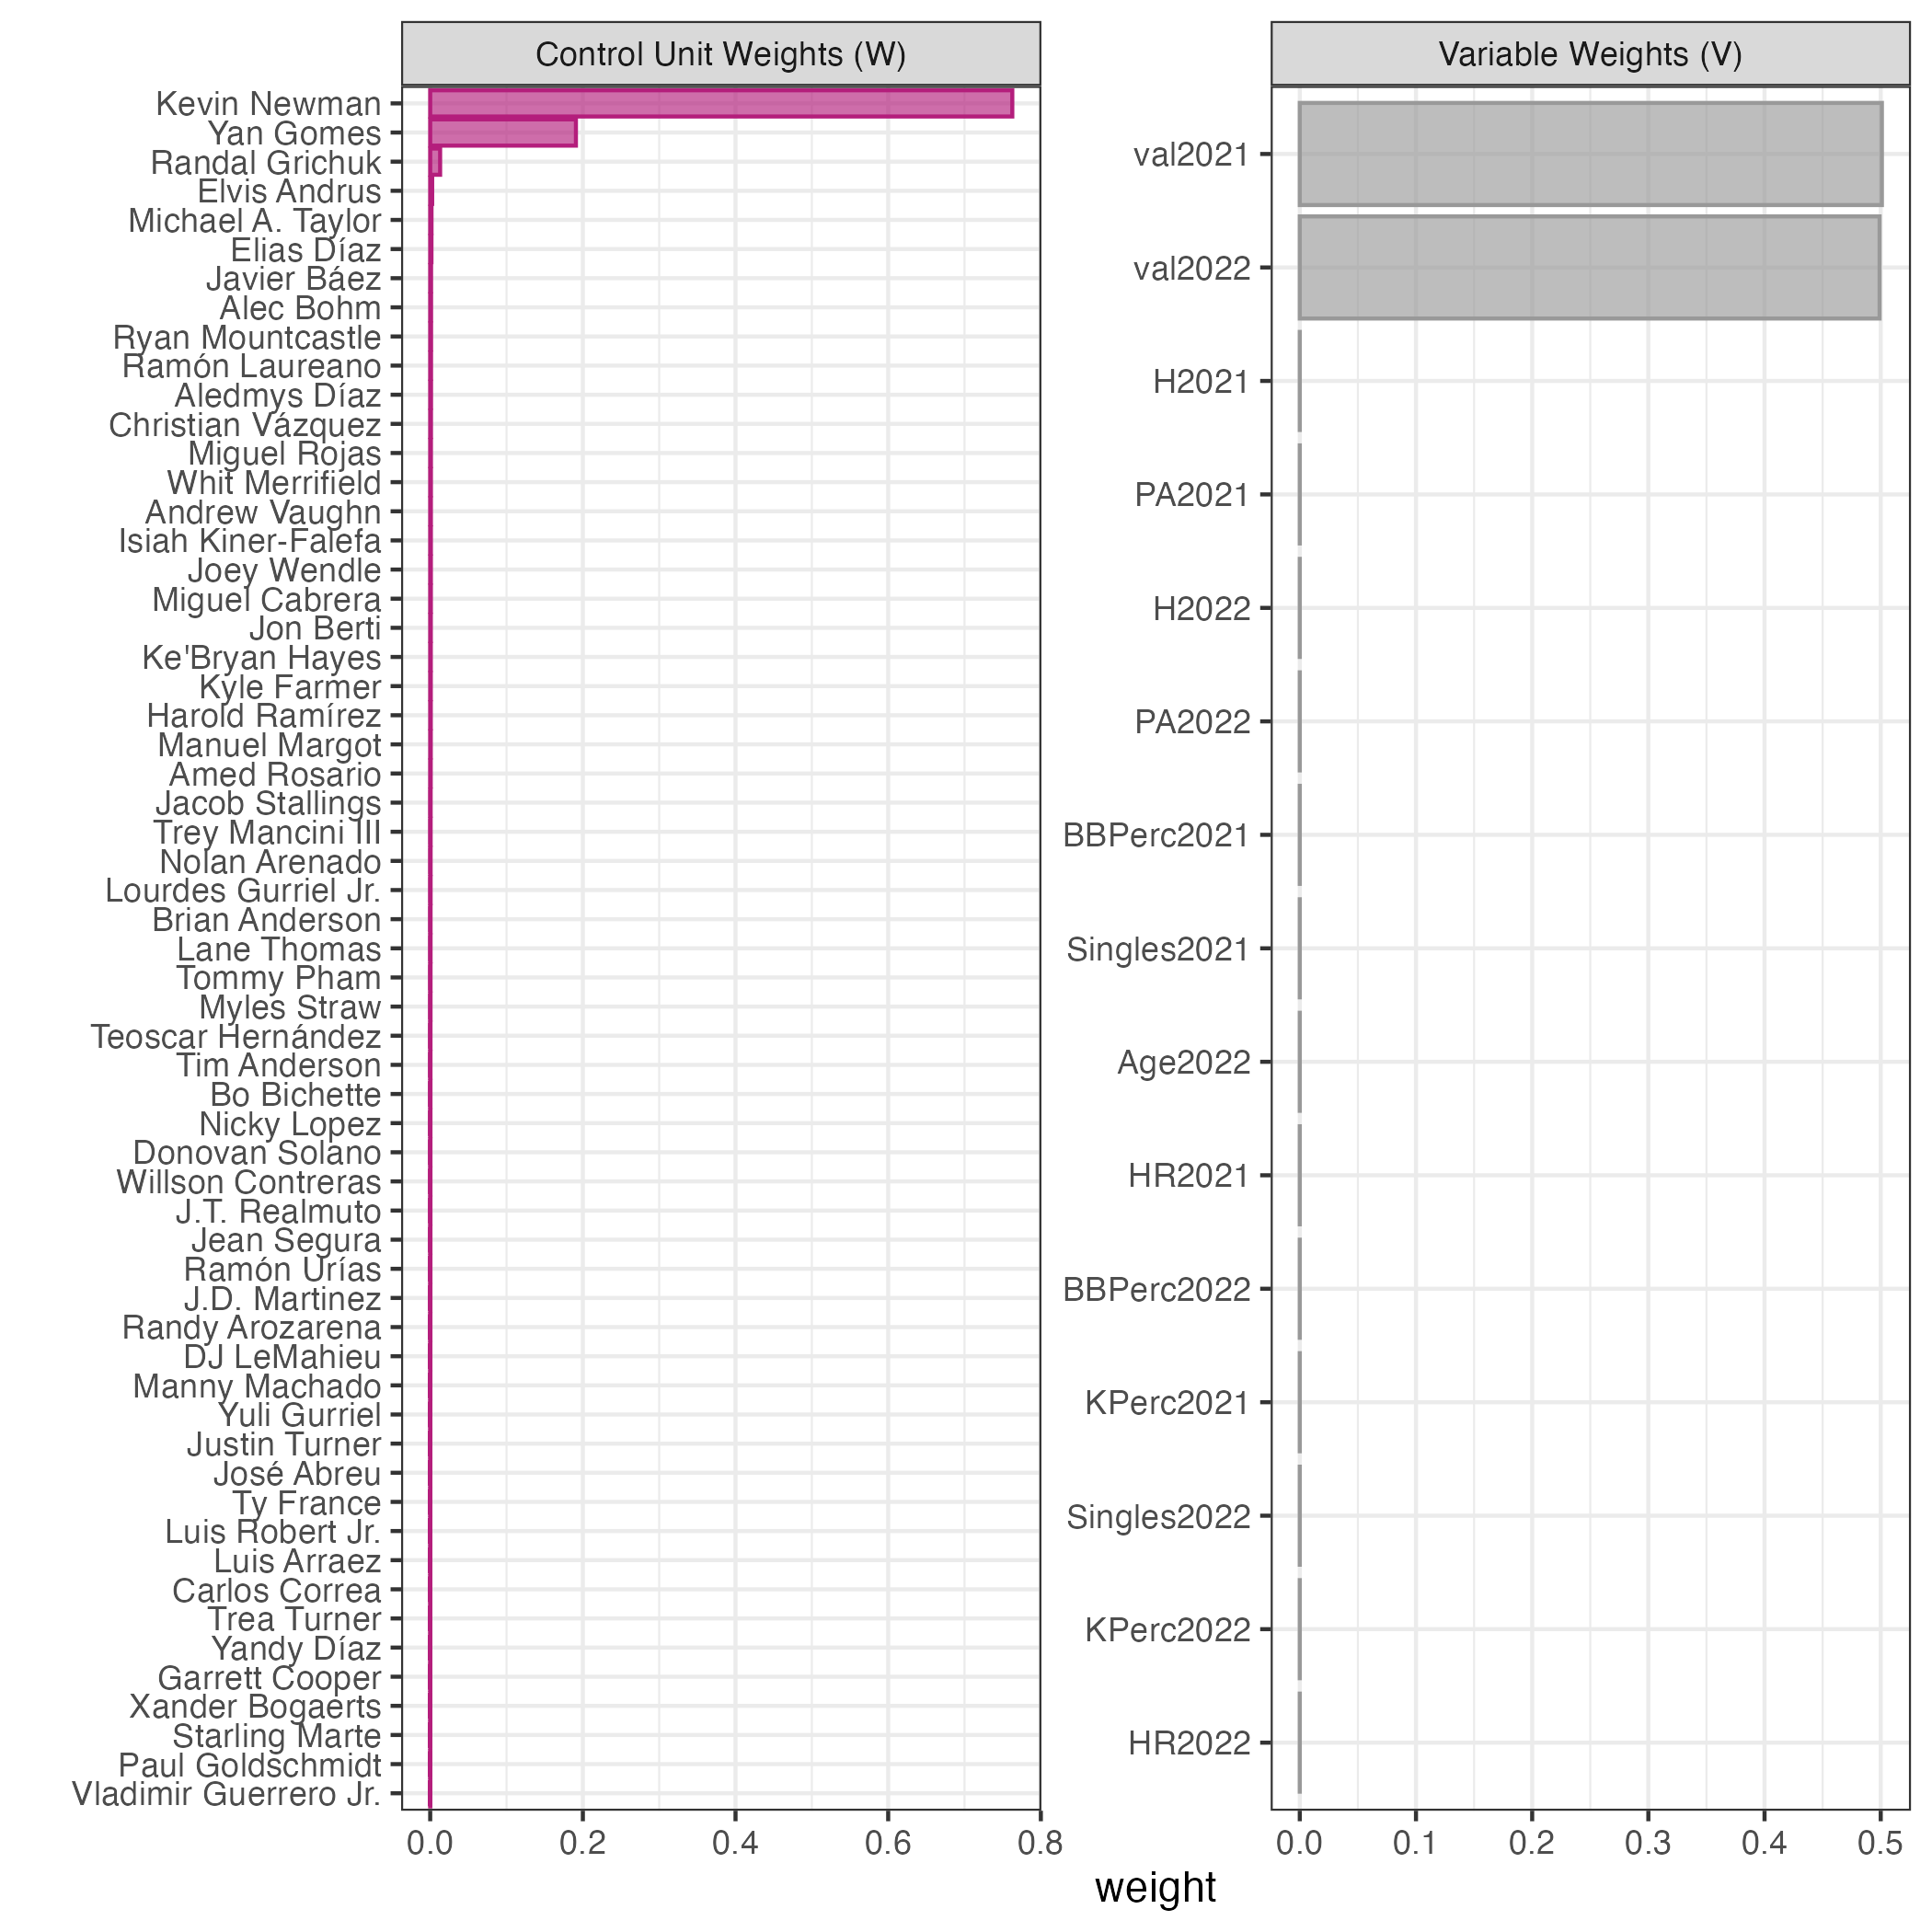 Control Unit Weights (W)
Kevin Newman
Yan Gomes
Randal Grichuk
Elvis Andrus
Michael A. Taylor
Elias Díaz
Javier Báez
Alec Bohm
Ryan Mountcastle
Ramón Laureano
Aledmys Díaz
Christian Vázquez
Miguel Rojas
Whit Merrifield
Andrew Vaughn
Isiah Kiner-Falefa
Joey Wendle
Miguel Cabrera
Jon Berti
Ke'Bryan Hayes
Kyle Farmer
Harold Ramírez
Manuel Margot
Amed Rosario
Jacob Stallings
Trey Mancini III
Nolan Arenado
Lourdes Gurriel Jr.
Brian Anderson
Lane Thomas
Tommy Pham
Myles Straw
Teoscar Hernández
Tim Anderson
Bo Bichette
Nicky Lopez
Donovan Solano
Willson Contreras
J.T. Realmuto
Jean Segura
Ramón Urías
J.D. Martinez
Randy Arozarena
DJ LeMahieu
Manny Machado
Yuli Gurriel
Justin Turner
José Abreu
Ty France
Luis Robert Jr.
Luis Arraez
Carlos Correa
Trea Turner
Yandy Díaz
Garrett Cooper
Xander Bogaerts
Starling Marte
Paul Goldschmidt
Vladimir Guerrero Jr.
0.0 0.2 0.4 0.6 0.8
Variable Weights (V)
val2021
val2022
H2021
PA2021
H2022
PA2022
BBPerc2021
Singles2021
Age2022
HR2021
BBPerc2022
KPerc2021
Singles2022
KPerc2022
HR2022
0.0 0.1 0.2 0.3 0.4 0.5
weight